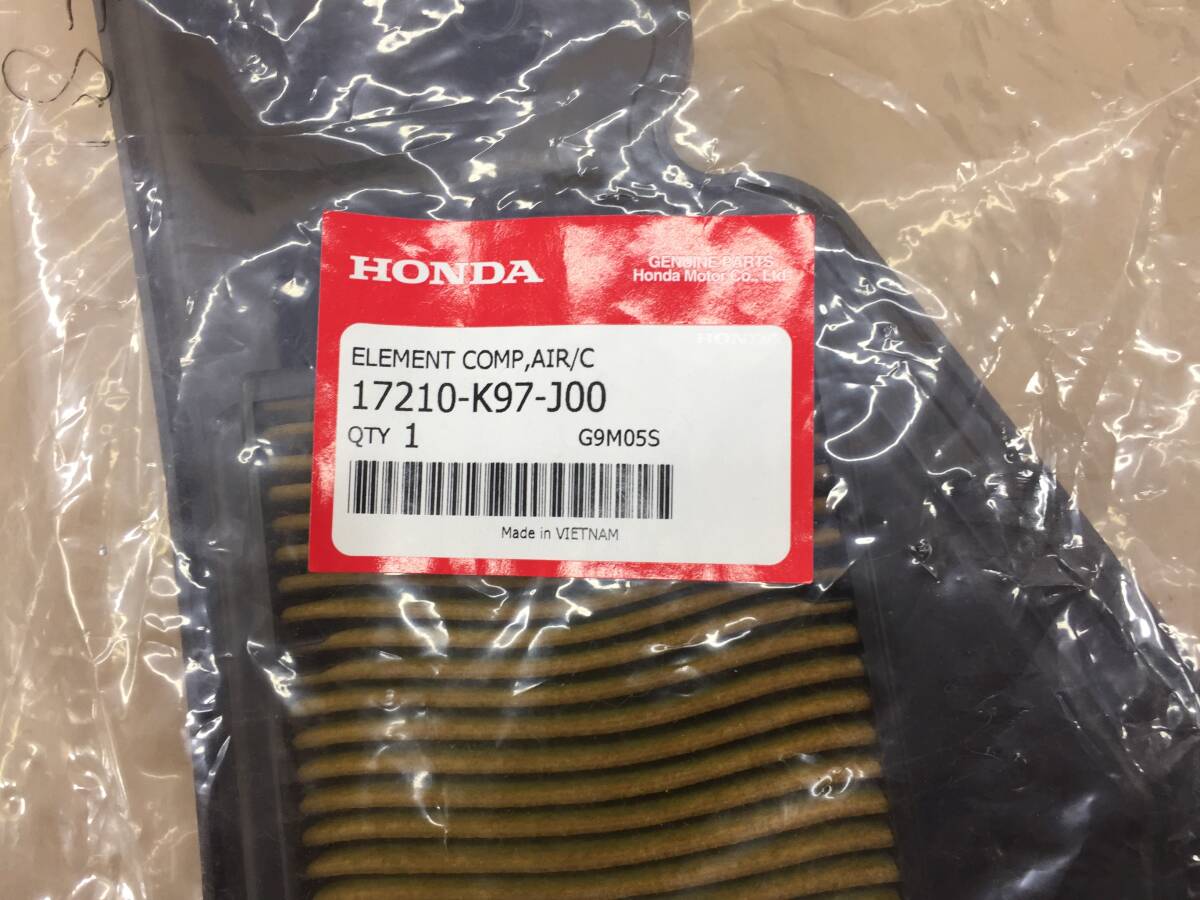 HONDA
GENUINE PARTS
Honda Motor Co., Ltd.
HONDA
ELEMENT COMP,AIR/C
17210-K97-J00
QTY 1 G9M05S
Made in VIETNAM